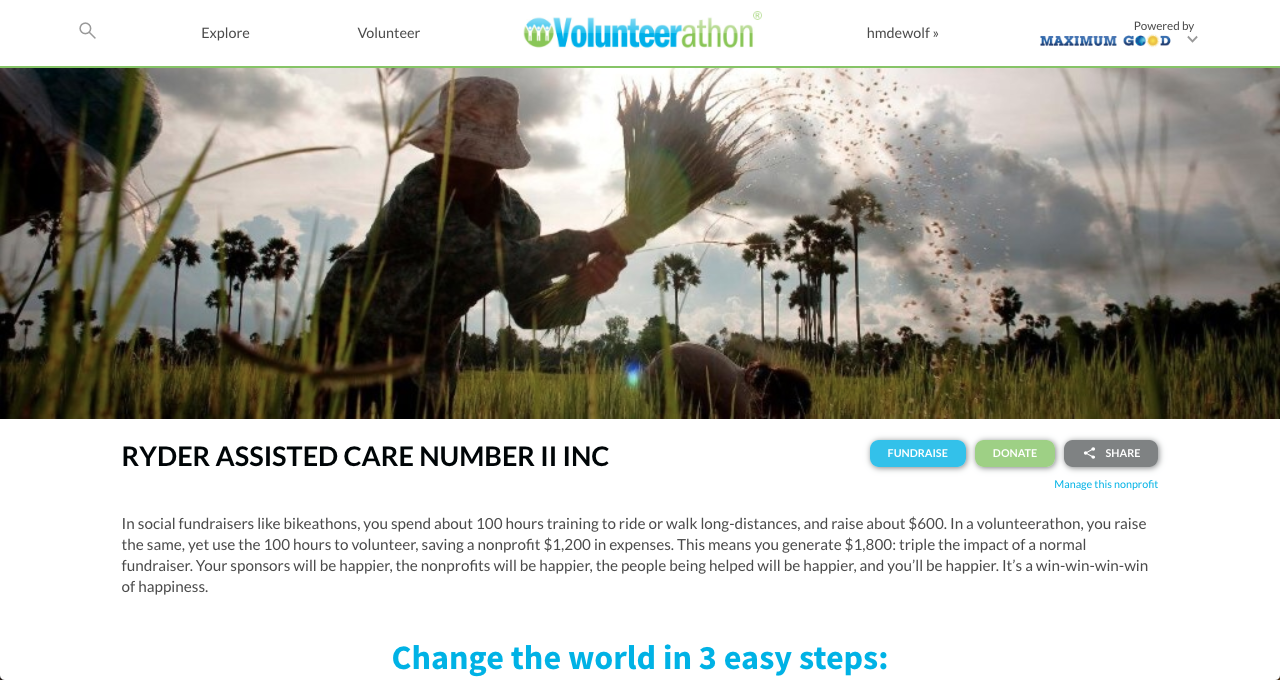 Explore
Volunteer
Volunteerathon®
hmdewolf »
Powered by
MAXIMUM GOOD
RYDER ASSISTED CARE NUMBER II INC
FUNDRAISE
DONATE
SHARE
Manage this nonprofit
In social fundraisers like bikeathons, you spend about 100 hours training to ride or walk long-distances, and raise about $600. In a volunteerathon, you raise
the same, yet use the 100 hours to volunteer, saving a nonprofit $1,200 in expenses. This means you generate $1,800: triple the impact of a normal
fundraiser. Your sponsors will be happier, the nonprofits will be happier, the people being helped will be happier, and you’ll be happier. It’s a win-win-win-win
of happiness.
Change the world in 3 easy steps: